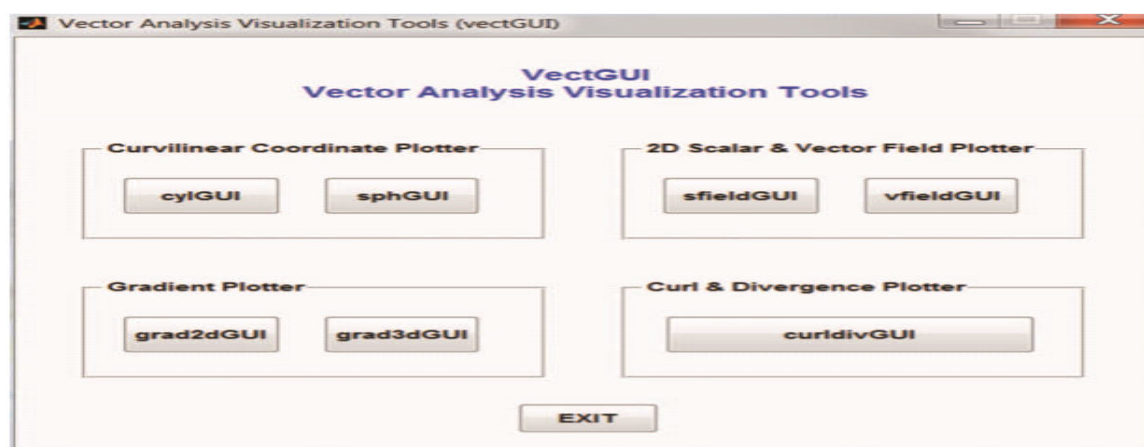 Vector Analysis Visualization Tools (vectGUI)
VectGUI
Vector Analysis Visualization Tools
Curvilinear Coordinate Plotter
cylGUI sphGUI
2D Scalar & Vector Field Plotter
sfieldGUI vfieldGUI
Gradient Plotter
grad2dGUI grad3dGUI
Curl & Divergence Plotter
curldivGUI
EXIT